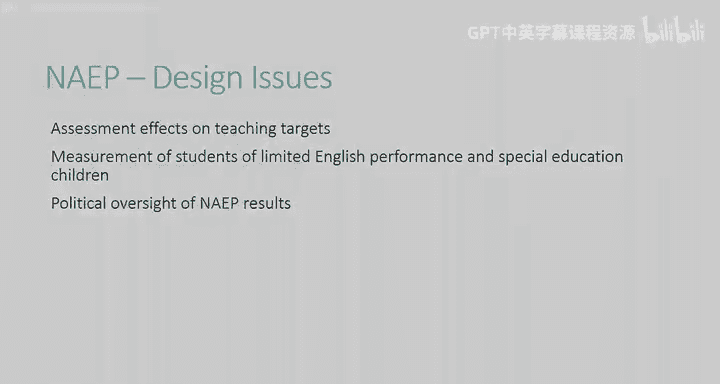 GPT中英字幕课程资源 bilibili
NAEP – Design Issues
Assessment effects on teaching targets
Measurement of students of limited English performance and special education
children
Political oversight of NAEP results